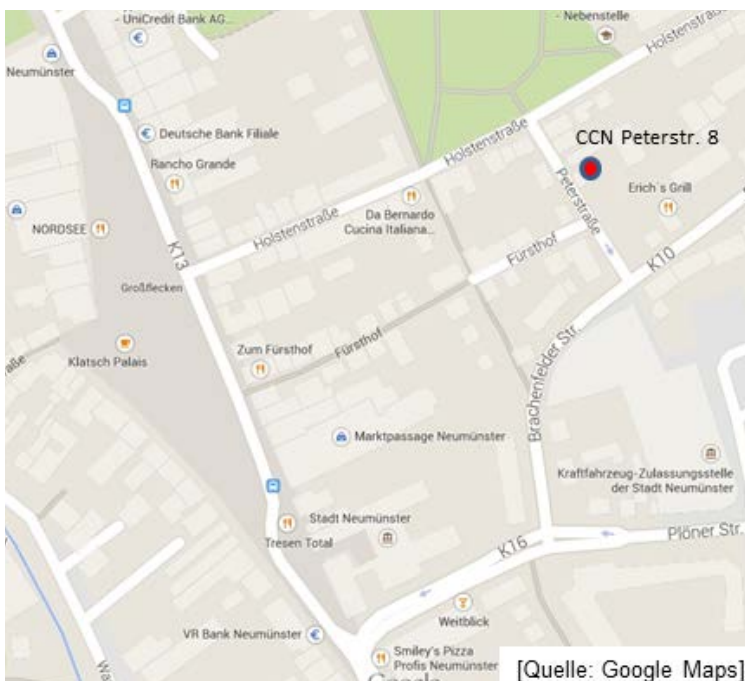 - UniCredit Bank AG...
- Nebenstelle
Holstenstraße
Neumünster
Deutsche Bank Filiale
CCN Peterstr. 8
Holstenstraße
Rancho Grande
Peterstraße
Erich's Grill
Da Bernardo
Cucina Italiana...
NORDSEE
Holstenstraße
K13
Fürsthof
K10
Großflecken
Zum Fürsthof
Fürsthof
Klatsch Palais
Brachenfelder Str.
Marktpassage Neumünster
Kraftfahrzeug-Zulassungsstelle
der Stadt Neumünster
Stadt Neumünster
Tresen Total
K16
Plöner Str.
Weitblick
VR Bank Neumünster
Smiley's Pizza
Profis Neumünster
Google
[Quelle: Google Maps]